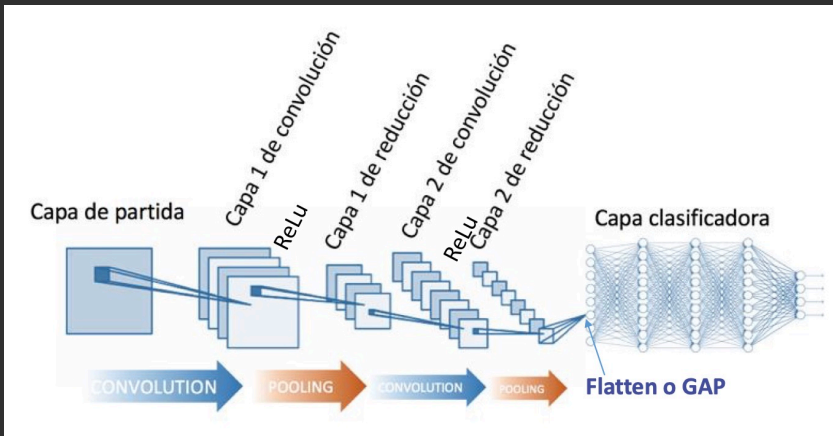 Capa de partida
Capa 1 de convolución
ReLu
Capa 1 de reducción
Capa 2 de convolución
ReLu
Capa 2 de reducción
Capa clasificadora
CONVOLUTION
POOLING
CONVOLUTION
POOLING
Flatten o GAP